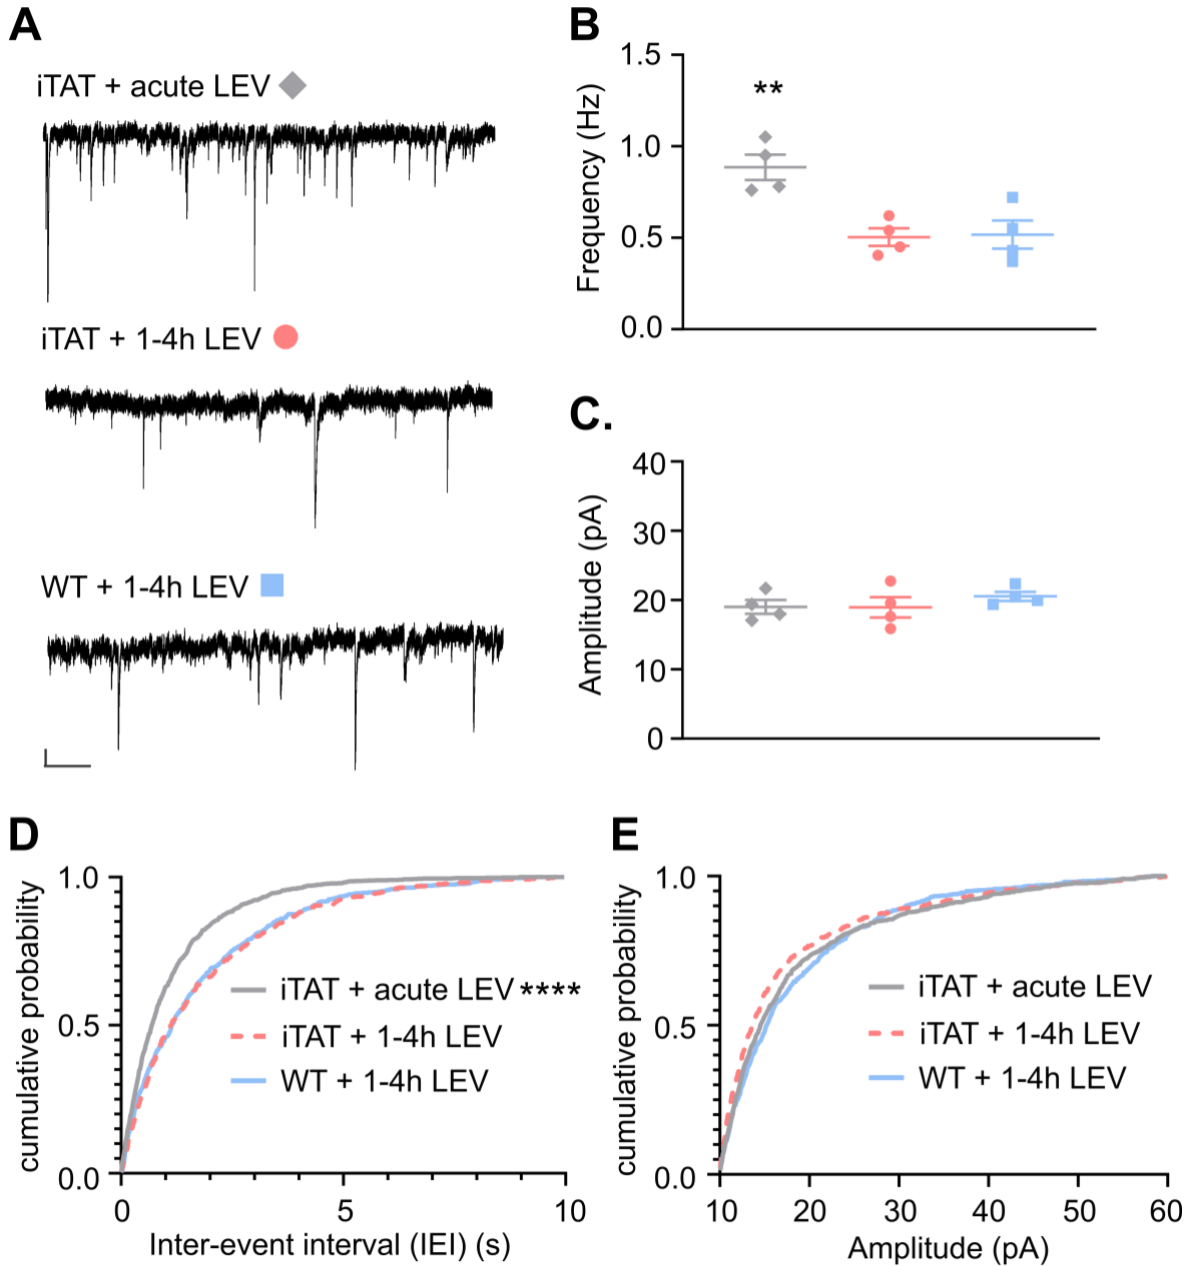 A
iTAT + acute LEV
iTAT + 1-4h LEV
WT + 1-4h LEV
B
Frequency (Hz)
1.5
1.0
0.5
0.0
**
C.
Amplitude (pA)
40
30
20
10
0
D
cumulative probability
1.0
0.5
0.0
iTAT + acute LEV ****
iTAT + 1-4h LEV
WT + 1-4h LEV
0 5 10
Inter-event interval (IEI) (s)
E
cumulative probability
1.0
0.5
0.0
iTAT + acute LEV
iTAT + 1-4h LEV
WT + 1-4h LEV
10 20 30 40 50 60
Amplitude (pA)